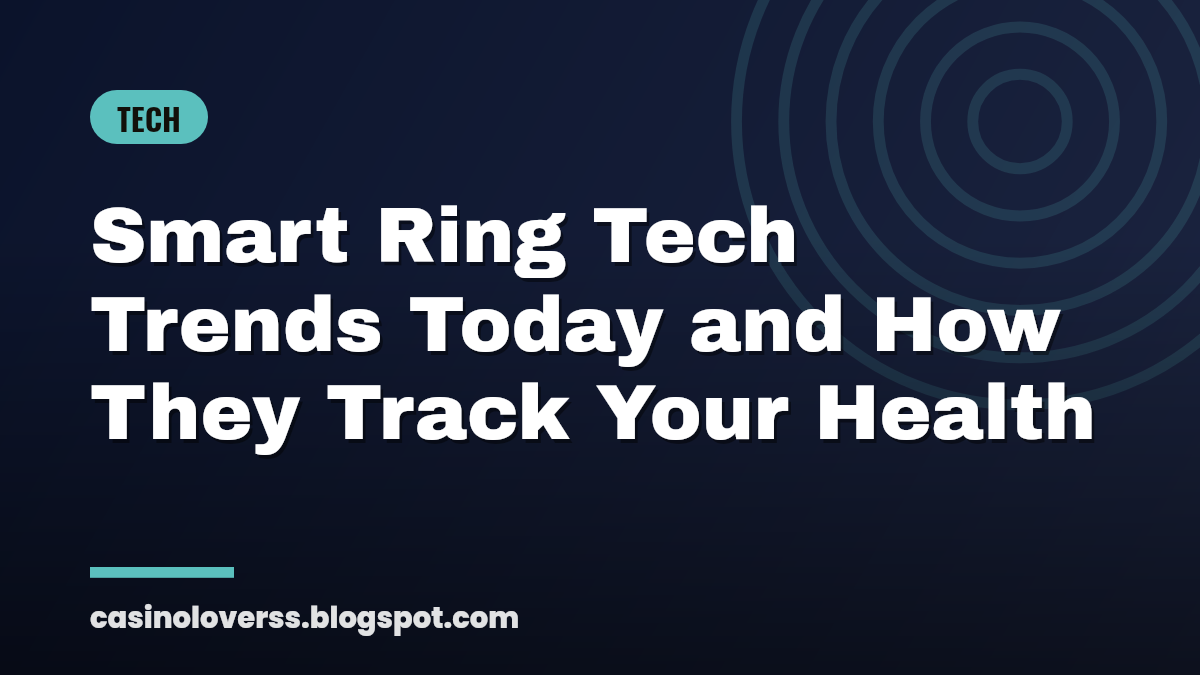 TECH
Smart Ring Tech
Trends Today and How
They Track Your Health
casinoloverss.blogspot.com